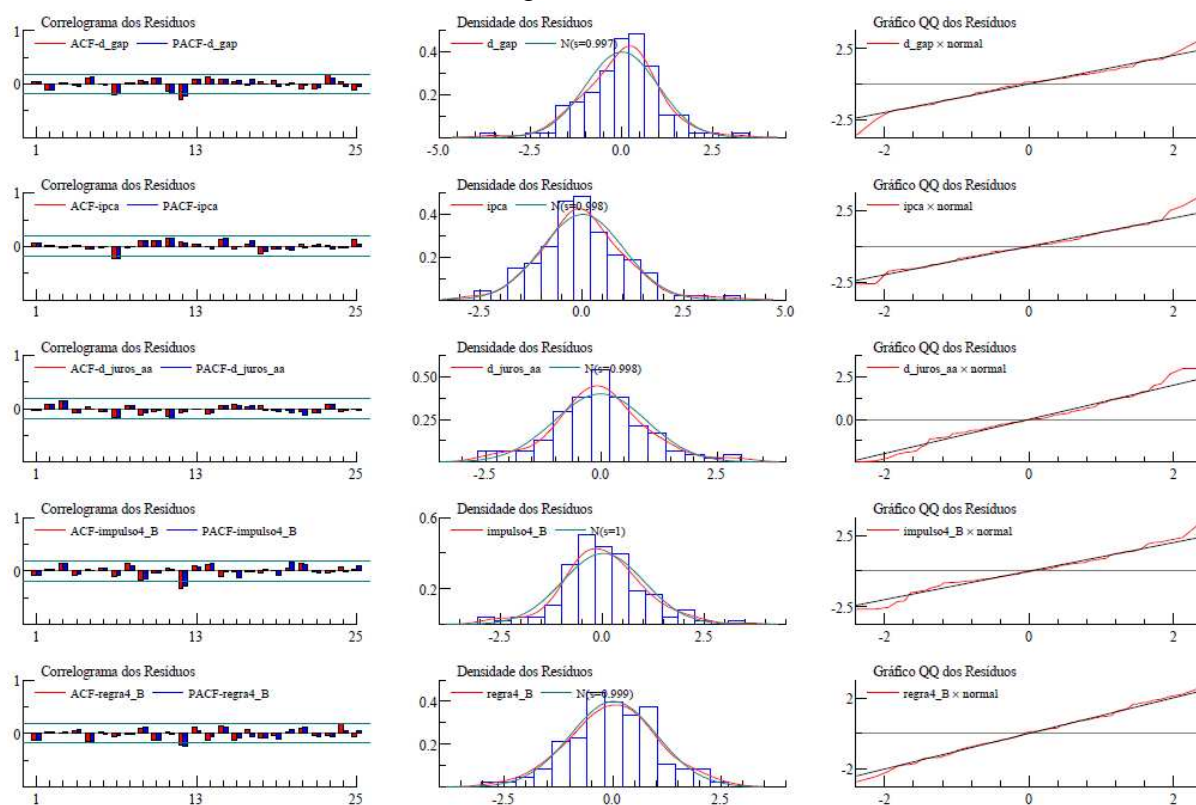 Correlograma dos Resíduos
ACF-d_gap PACF-d_gap
1
0
1 13 25
Densidade dos Resíduos
d_gap N(s=0.997)
0.4
0.2
-5.0 -2.5 0.0 2.5
Gráfico QQ dos Resíduos
d_gap × normal
2.5
-2.5
-2 0 2
Correlograma dos Resíduos
ACF-ipca PACF-ipca
1
0
1 13 25
Densidade dos Resíduos
ipca N(s=0.998)
0.4
0.2
-2.5 0.0 2.5 5.0
Gráfico QQ dos Resíduos
ipca × normal
2.5
-2.5
-2 0 2
Correlograma dos Resíduos
ACF-d_juros_aa PACF-d_juros_aa
1
0
1 13 25
Densidade dos Resíduos
d_juros_aa N(s=0.998)
0.50
0.25
-2.5 0.0 2.5
Gráfico QQ dos Resíduos
d_juros_aa × normal
2.5
0.0
-2 0 2
Correlograma dos Resíduos
ACF-impulso4_B PACF-impulso4_B
1
0
1 13 25
Densidade dos Resíduos
impulso4_B N(s=1)
0.6
0.2
-2.5 0.0 2.5
Gráfico QQ dos Resíduos
impulso4_B × normal
2.5
-2.5
-2 0 2
Correlograma dos Resíduos
ACF-regra4_B PACF-regra4_B
1
0
1 13 25
Densidade dos Resíduos
regra4_B N(s=0.999)
0.4
0.2
-2.5 0.0 2.5
Gráfico QQ dos Resíduos
regra4_B × normal
2
-2
-2 0 2